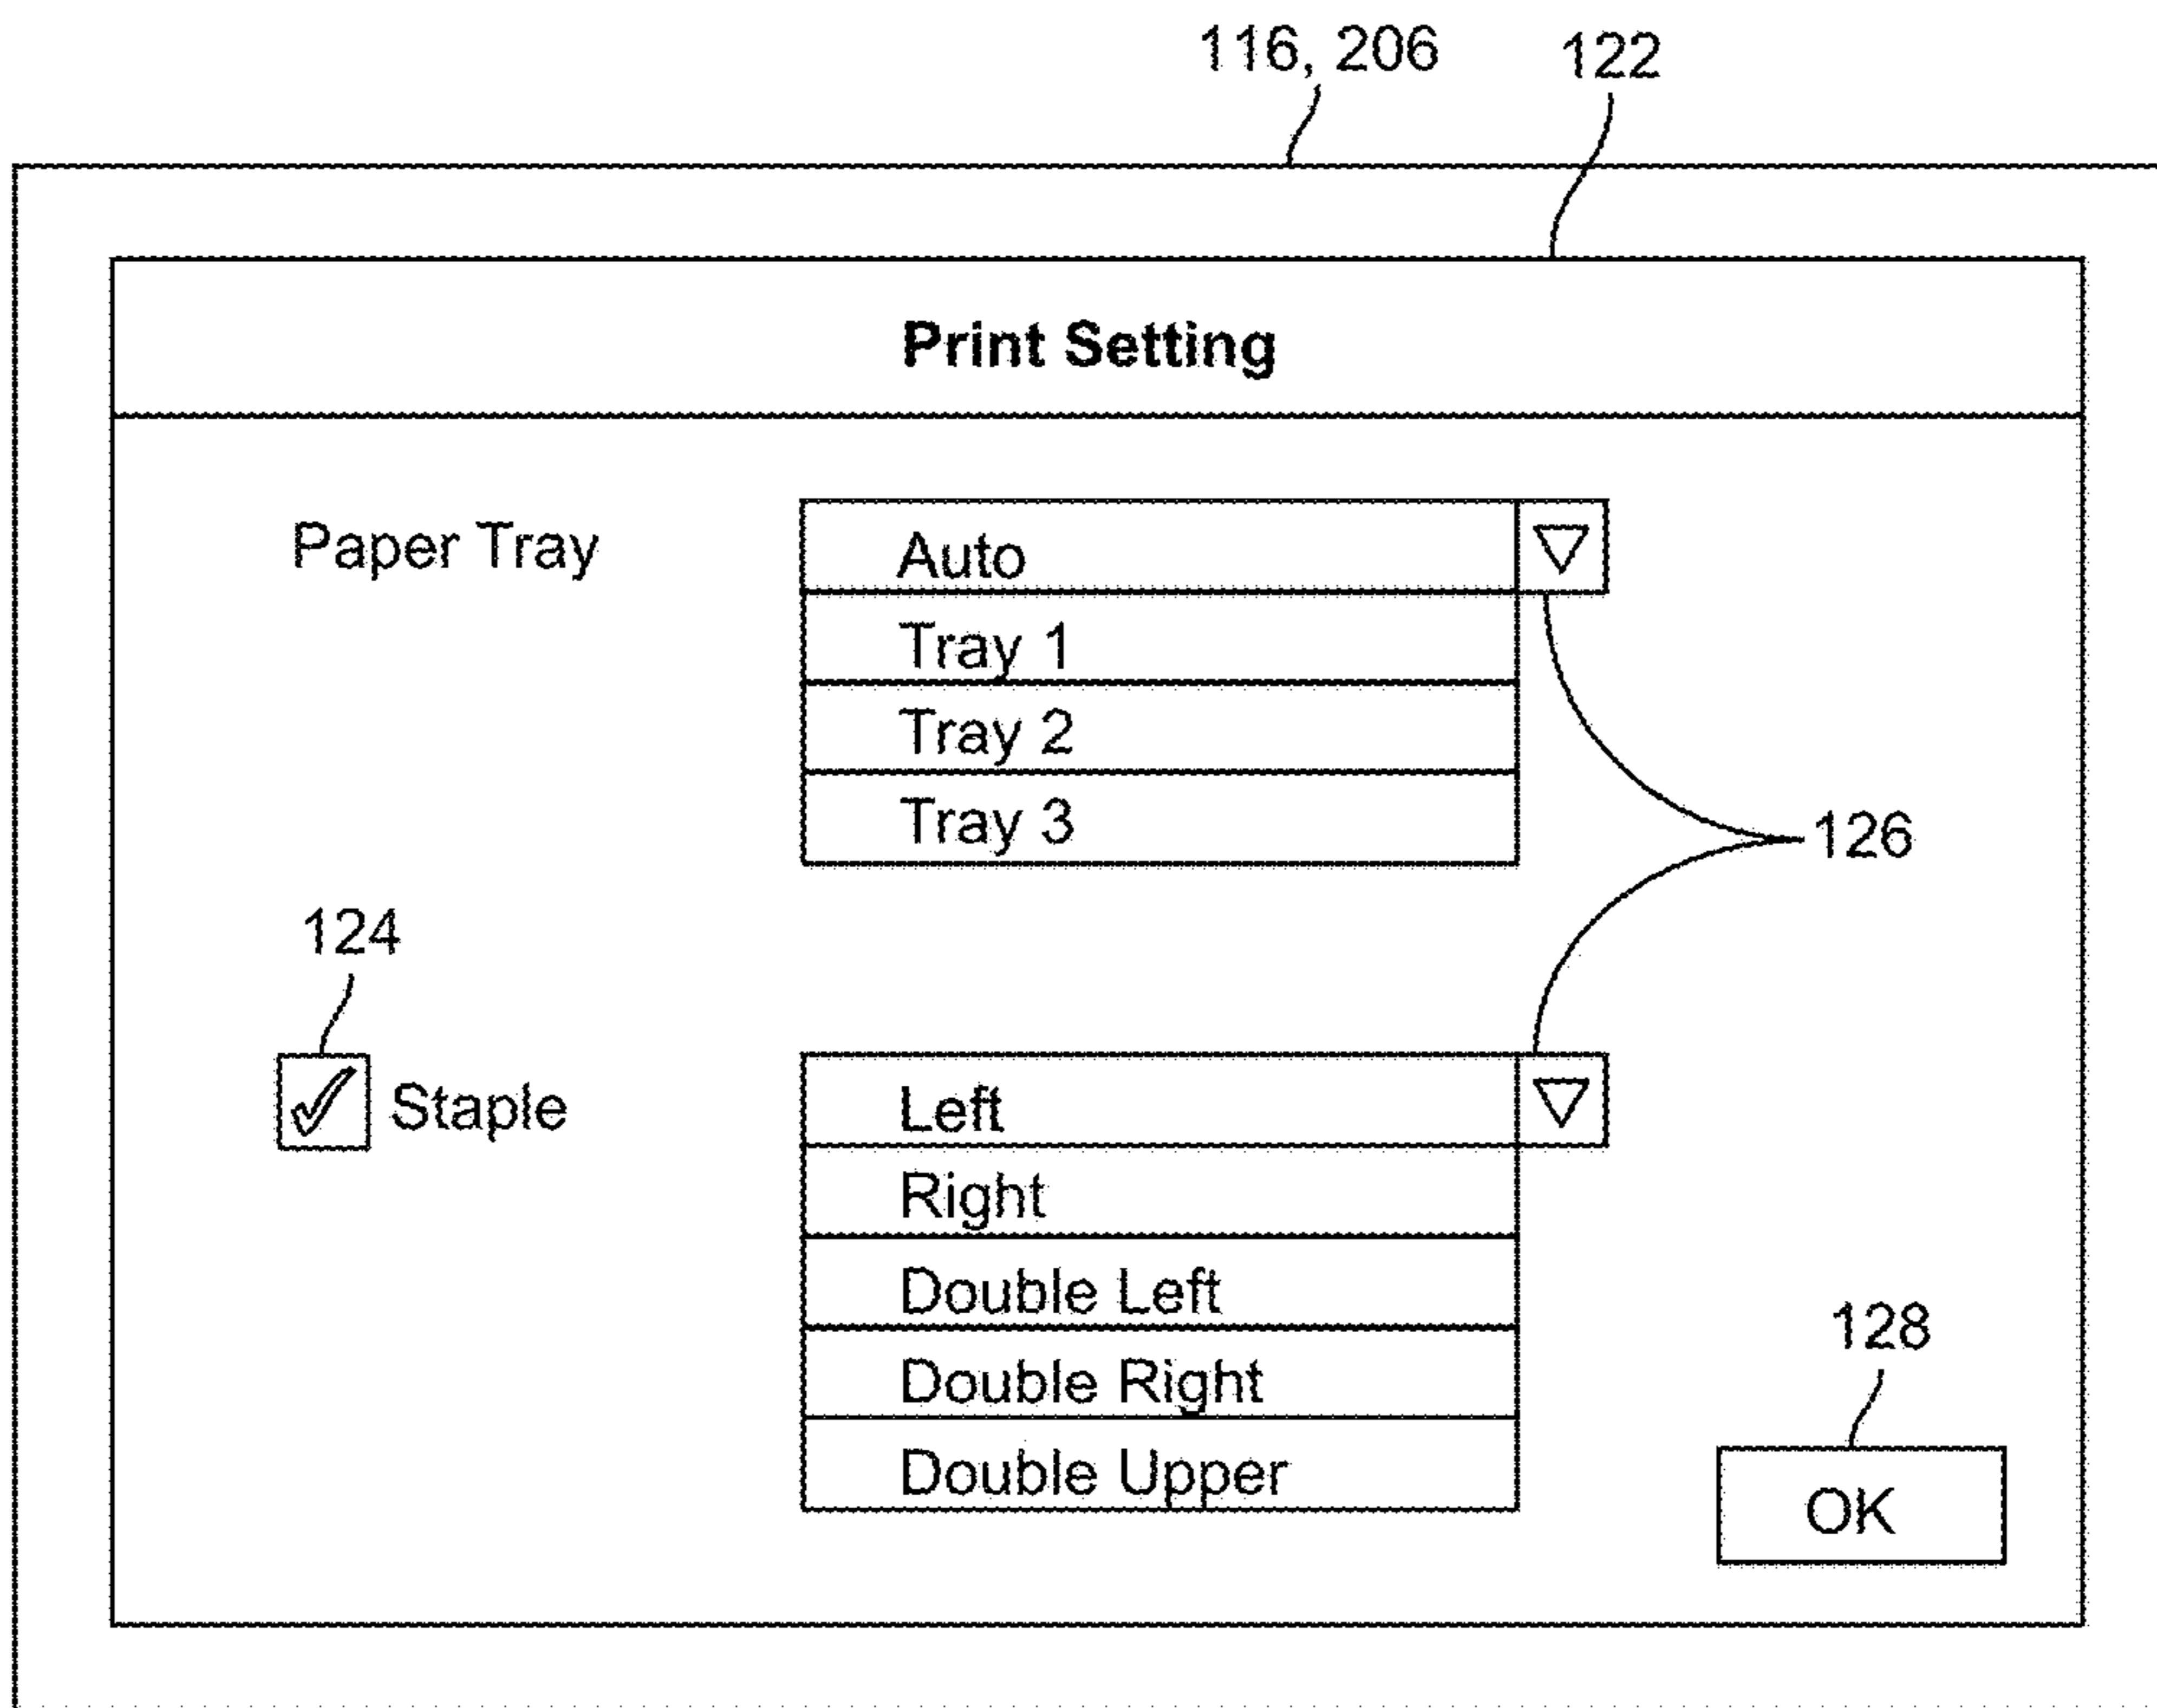 116, 206
122
Print Setting
Paper Tray
Auto
Tray 1
Tray 2
Tray 3
126
124
Staple
Left
Right
Double Left
Double Right
Double Upper
128
OK